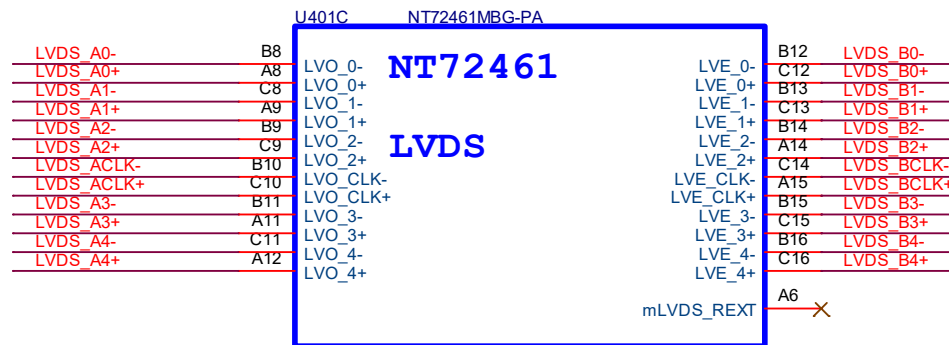 U401C NT72461MBG-PA
NT72461
LVDS
LVDS_A0- B8 LVO_0- LVE_0- B12 LVDS_B0-
LVDS_A0+ A8 LVO_0+ LVE_0+ C12 LVDS_B0+
LVDS_A1- C8 LVO_1- LVE_1- B13 LVDS_B1-
LVDS_A1+ A9 LVO_1+ LVE_1+ C13 LVDS_B1+
LVDS_A2- B9 LVO_2- LVE_2- B14 LVDS_B2-
LVDS_A2+ C9 LVO_2+ LVE_2+ A14 LVDS_B2+
LVDS_ACLK- B10 LVO_CLK- LVE_CLK- C14 LVDS_BCLK-
LVDS_ACLK+ C10 LVO_CLK+ LVE_CLK+ A15 LVDS_BCLK+
LVDS_A3- B11 LVO_3- LVE_3- B15 LVDS_B3-
LVDS_A3+ A11 LVO_3+ LVE_3+ C15 LVDS_B3+
LVDS_A4- C11 LVO_4- LVE_4- B16 LVDS_B4-
LVDS_A4+ A12 LVO_4+ LVE_4+ C16 LVDS_B4+
mLVDS_REXT A6